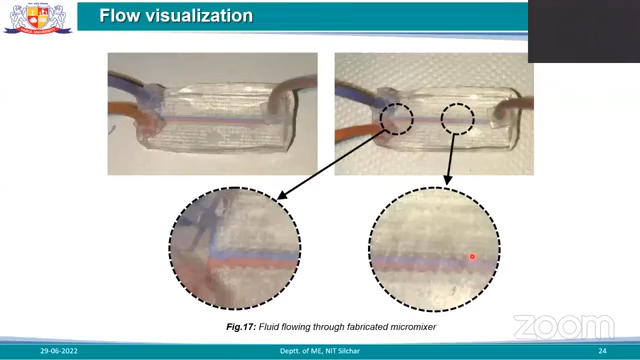 Flow visualization
Fig.17: Fluid flowing through fabricated micromixer
zoom
29-06-2022
Deptt. of ME, NIT Silchar
24